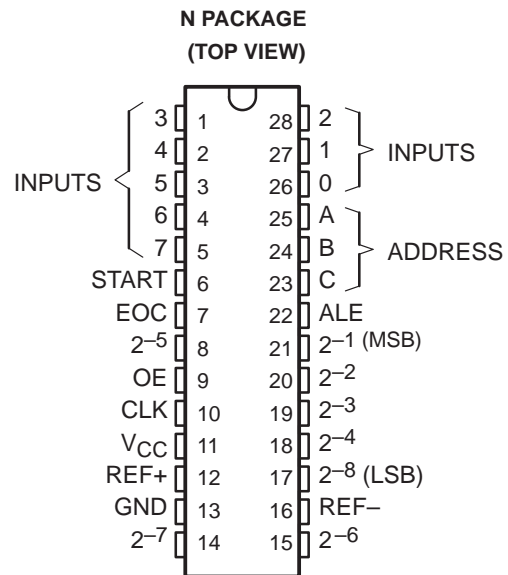 N PACKAGE
(TOP VIEW)
3 1 28 2
4 2 27 1
INPUTS 5 3 26 0 INPUTS
6 4 25 A
7 5 24 B ADDRESS
START 6 23 C
EOC 7 22 ALE
2–5 8 21 2–1 (MSB)
OE 9 20 2–2
CLK 10 19 2–3
VCC 11 18 2–4
REF+ 12 17 2–8 (LSB)
GND 13 16 REF–
2–7 14 15 2–6